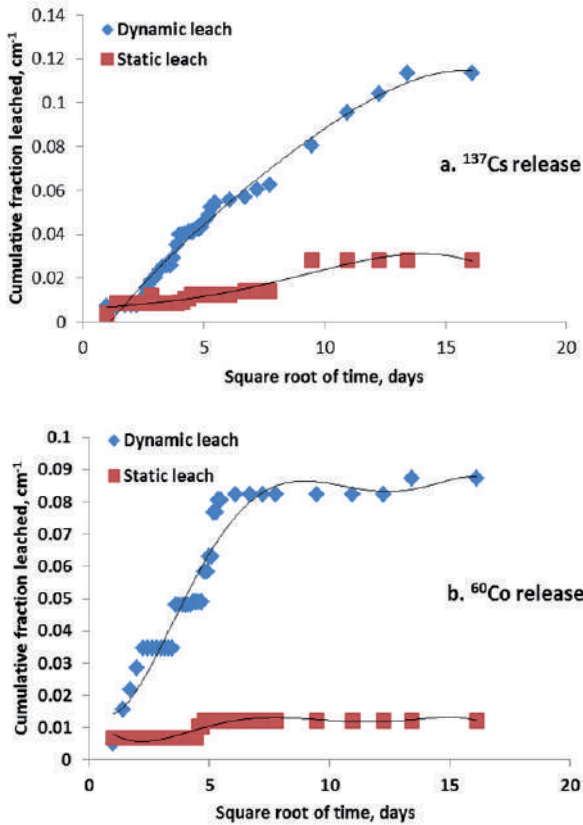 0.14
Dynamic leach
Static leach
0.12
0.1
0.08
0.06
0.04
0.02
0
Cumulative fraction leached, cm-1
a. 137Cs release
0 5 10 15 20
Square root of time, days
0.1
Dynamic leach
Static leach
0.09
0.08
0.07
0.06
0.05
0.04
0.03
0.02
0.01
0
Cumulative fraction leached, cm-1
b. 60Co release
0 5 10 15 20
Square root of time, days